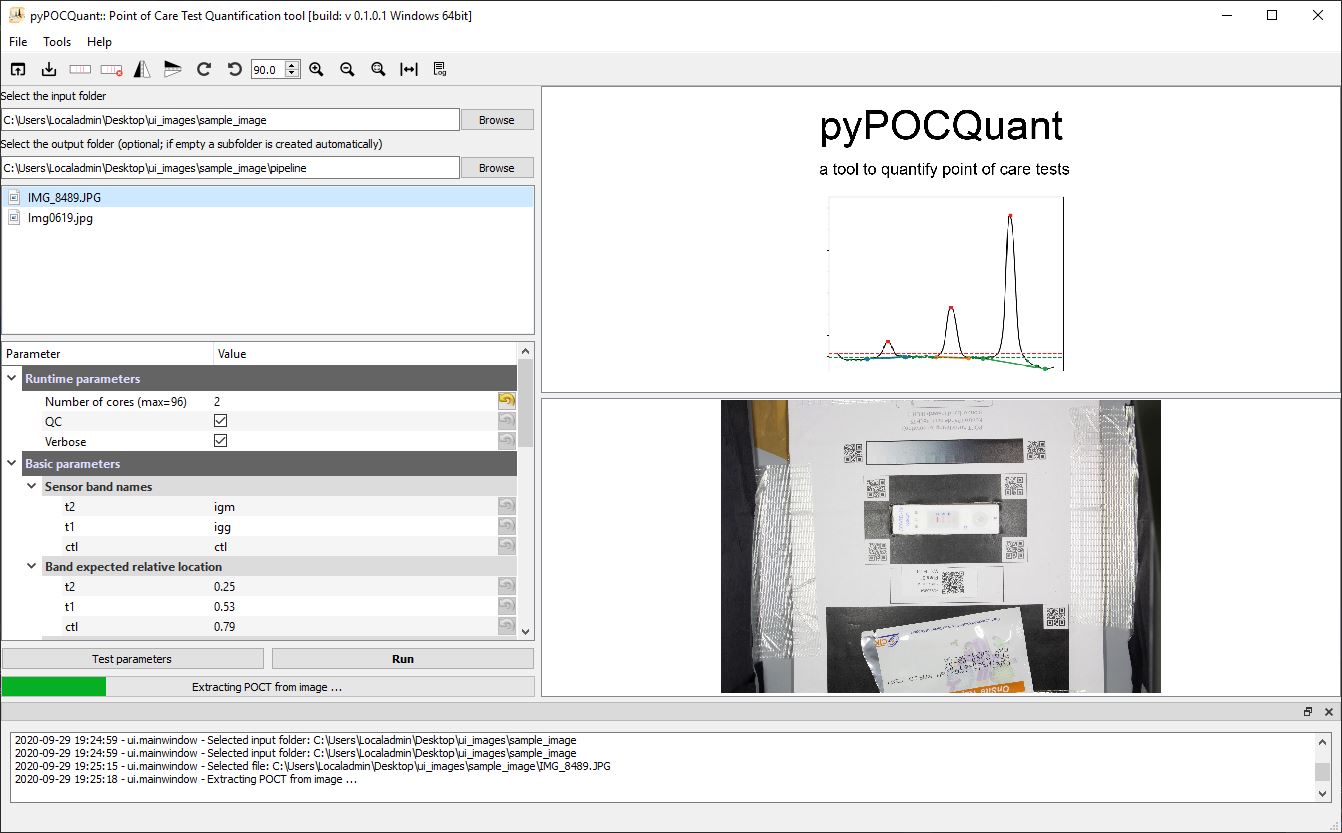 pyPOCQuant:: Point of Care Test Quantification tool [build: v 0.1.0.1 Windows 64bit]
File Tools Help
90.0
Log
Select the input folder
C:\Users\Localadmin\Desktop\ui_images\sample_image
Browse
Select the output folder (optional; if empty a subfolder is created automatically)
C:\Users\Localadmin\Desktop\ui_images\sample_image\pipeline
Browse
IMG_8489.JPG
Img0619.jpg
Parameter Value
Runtime parameters
Number of cores (max=96) 2
QC
Verbose
Basic parameters
Sensor band names
t2 igm
t1 igg
ctl ctl
Band expected relative location
t2 0.25
t1 0.53
ctl 0.79
Test parameters
Run
Extracting POCT from image ...
pyPOCQuant
a tool to quantify point of care tests
2020-09-29 19:24:59 - ui.mainwindow - Selected input folder: C:\Users\Localadmin\Desktop\ui_images\sample_image
2020-09-29 19:24:59 - ui.mainwindow - Selected input folder: C:\Users\Localadmin\Desktop\ui_images\sample_image
2020-09-29 19:25:15 - ui.mainwindow - Selected file: C:\Users\Localadmin\Desktop\ui_images\sample_image\IMG_8489.JPG
2020-09-29 19:25:18 - ui.mainwindow - Extracting POCT from image ...